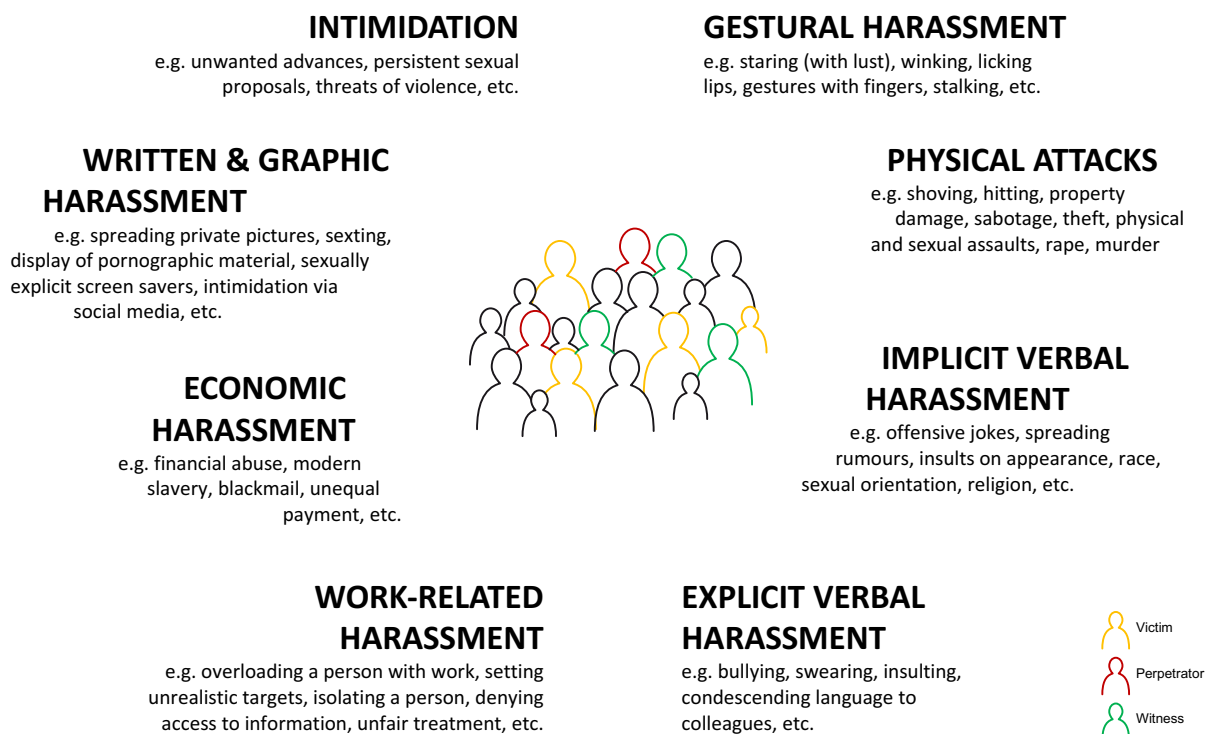 INTIMIDATION
e.g. unwanted advances, persistent sexual
proposals, threats of violence, etc.
GESTURAL HARASSMENT
e.g. staring (with lust), winking, licking
lips, gestures with fingers, stalking, etc.
WRITTEN & GRAPHIC
HARASSMENT
e.g. spreading private pictures, sexting,
display of pornographic material, sexually
explicit screen savers, intimidation via
social media, etc.
PHYSICAL ATTACKS
e.g. shoving, hitting, property
damage, sabotage, theft, physical
and sexual assaults, rape, murder
ECONOMIC
HARASSMENT
e.g. financial abuse, modern
slavery, blackmail, unequal
payment, etc.
IMPLICIT VERBAL
HARASSMENT
e.g. offensive jokes, spreading
rumours, insults on appearance, race,
sexual orientation, religion, etc.
WORK-RELATED
HARASSMENT
e.g. overloading a person with work, setting
unrealistic targets, isolating a person, denying
access to information, unfair treatment, etc.
EXPLICIT VERBAL
HARASSMENT
e.g. bullying, swearing, insulting,
condescending language to
colleagues, etc.
Victim
Perpetrator
Witness